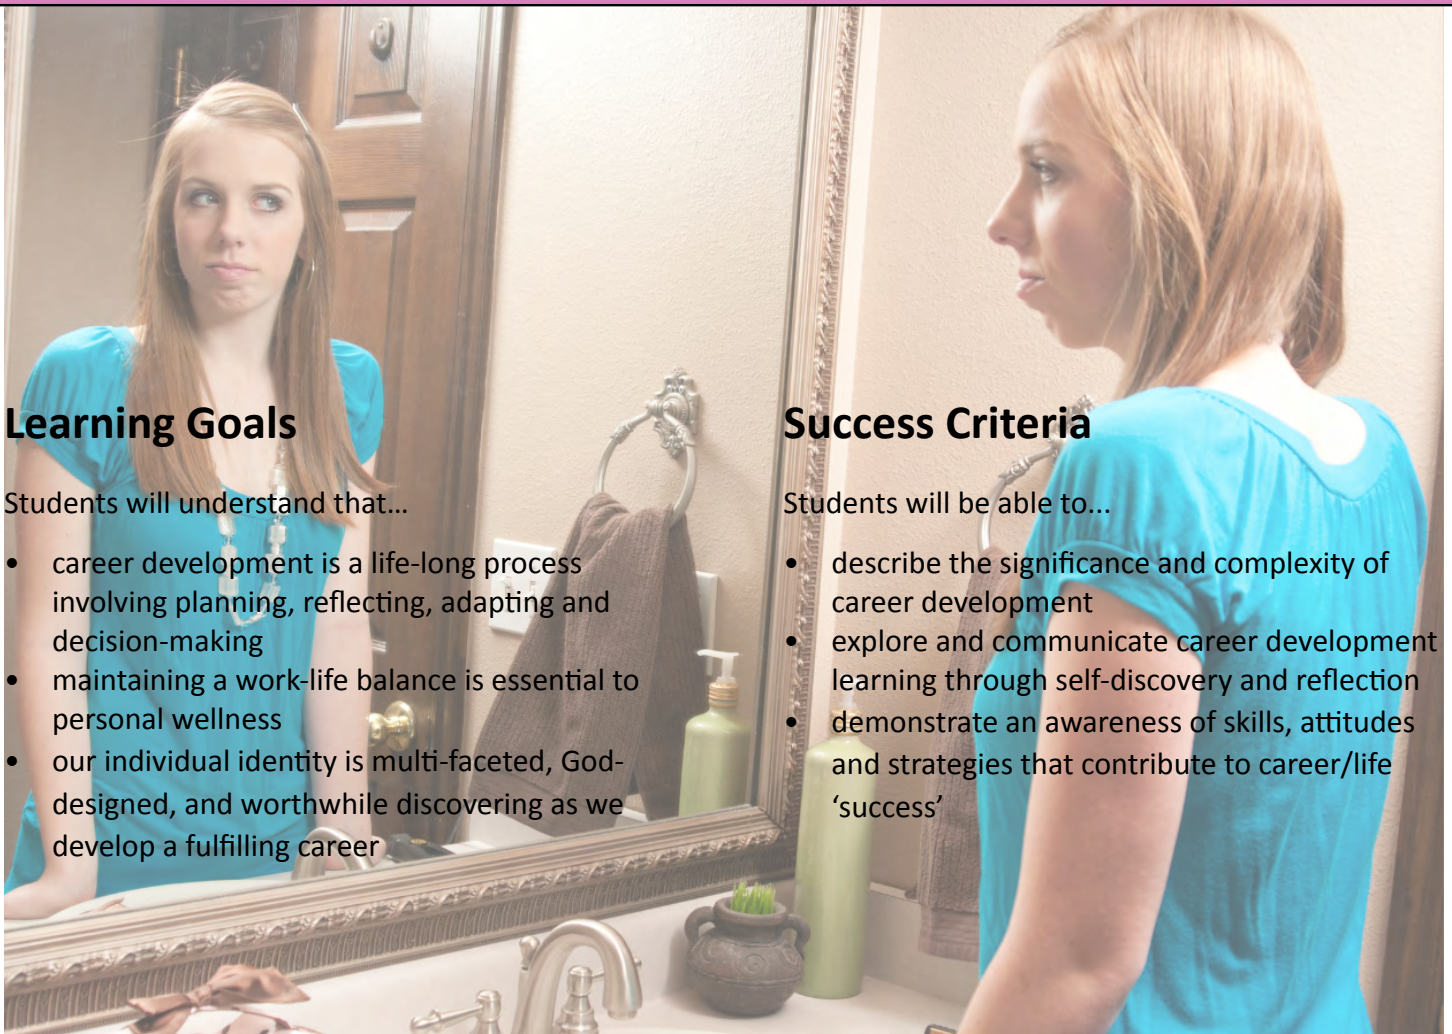 Learning Goals
Students will understand that…
• career development is a life-long process
involving planning, reflecting, adapting and
decision-making
• maintaining a work-life balance is essential to
personal wellness
• our individual identity is multi-faceted, God-
designed, and worthwhile discovering as we
develop a fulfilling career
Success Criteria
Students will be able to...
• describe the significance and complexity of
career development
• explore and communicate career development
learning through self-discovery and reflection
• demonstrate an awareness of skills, attitudes
and strategies that contribute to career/life
‘success’